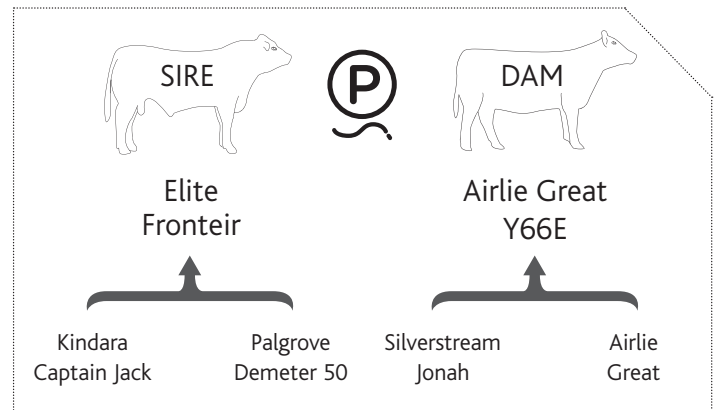 SIRE
P
DAM
Elite
Fronteir
Airlie Great
Y66E
Kindara
Captain Jack
Palgrove
Demeter 50
Silverstream
Jonah
Airlie
Great